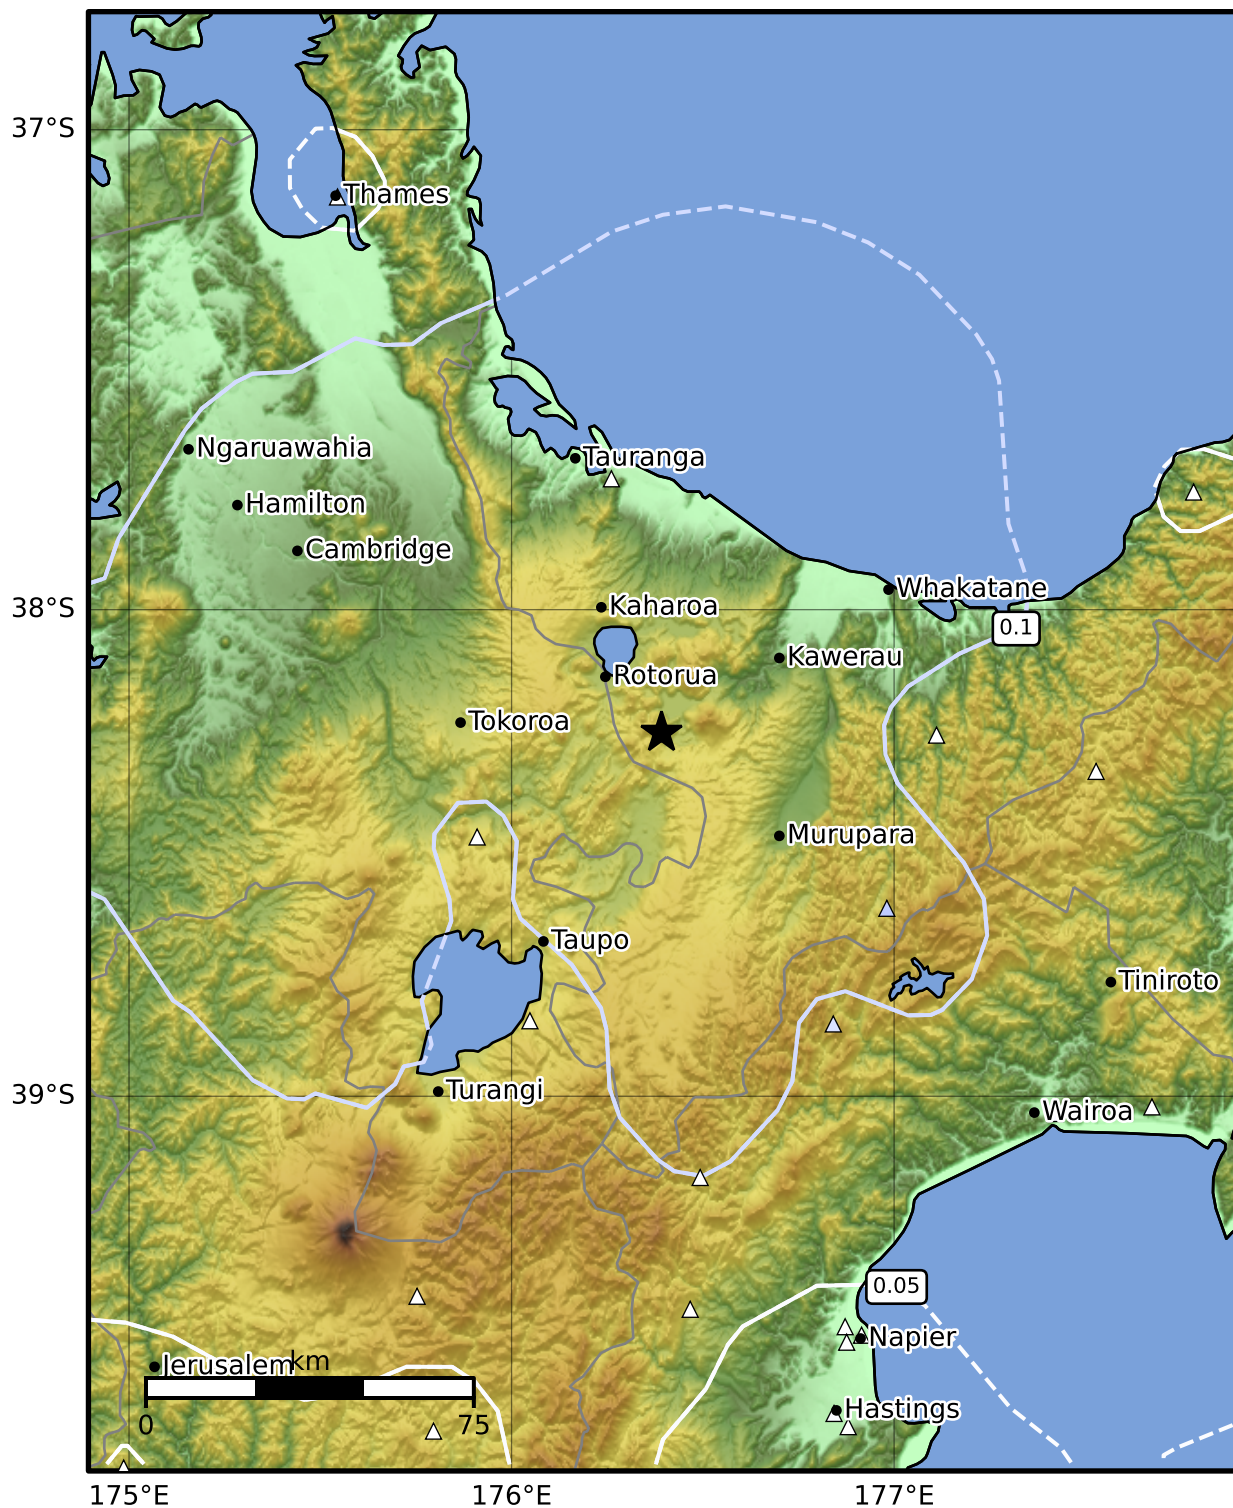 37°S
Thames
Ngaruawahia
Tauranga
Hamilton
Cambridge
Whakatane
38°S
Kaharoa
0.1
Kawerau
Rotorua
Tokoroa
Murupara
Taupo
Tiniroto
39°S
Turangi
Wairoa
0.05
Napier
Jerusalem
km
0
75
Hastings
175°E
176°E
177°E